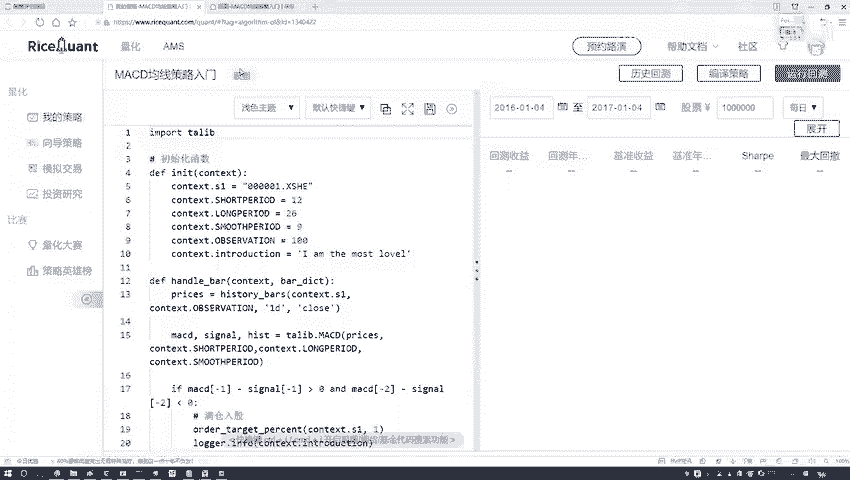 https://www.ricequant.com/quant/
RiceQuant 量化 AMS 预约路演 帮助文档 社区
量化
我的策略
向导策略
模拟交易
投资研究
比赛
量化大赛
策略英雄榜
MACD均线策略入门
历史回测 编译策略 运行回测
浅色主题 默认快捷键
2016-01-04 至 2017-01-04 股票 ¥ 1000000 每日
展开
回测收益 回测年... 基准收益 基准年... Sharpe 最大回撤
-- -- -- -- -- --
1 import talib
2
3 # 初始化函数
4 def init(context):
5 context.s1 = "000001.XSHE"
6 context.SHORTPERIOD = 12
7 context.LONGPERIOD = 26
8 context.SMOOTHPERIOD = 9
9 context.OBSERVATION = 100
10 context.introduction = 'I am the most lovel'
11
12 def handle_bar(context, bar_dict):
13 prices = history_bars(context.s1,
context.OBSERVATION, '1d', 'close')
14
15 macd, signal, hist = talib.MACD(prices,
context.SHORTPERIOD,context.LONGPERIOD,
context.SMOOTHPERIOD)
16
17 if macd[-1] - signal[-1] > 0 and macd[-2] - signal
[-2] < 0:
18 # 满仓入股
19 order_target_percent(context.s1, 1)
20 logger.info(context.introduction)